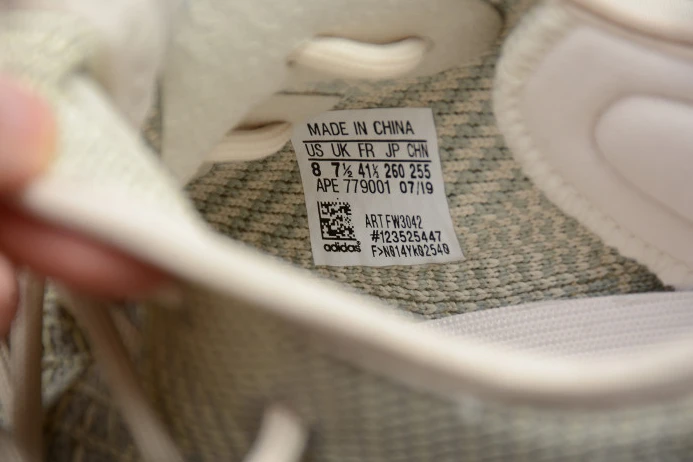 MADE IN CHINA
US UK FR JP CHN
8 7½ 41⅓ 260 255
APE 779001 07/19
ART FW3042
#123525447
F>N014YK02540
adidas